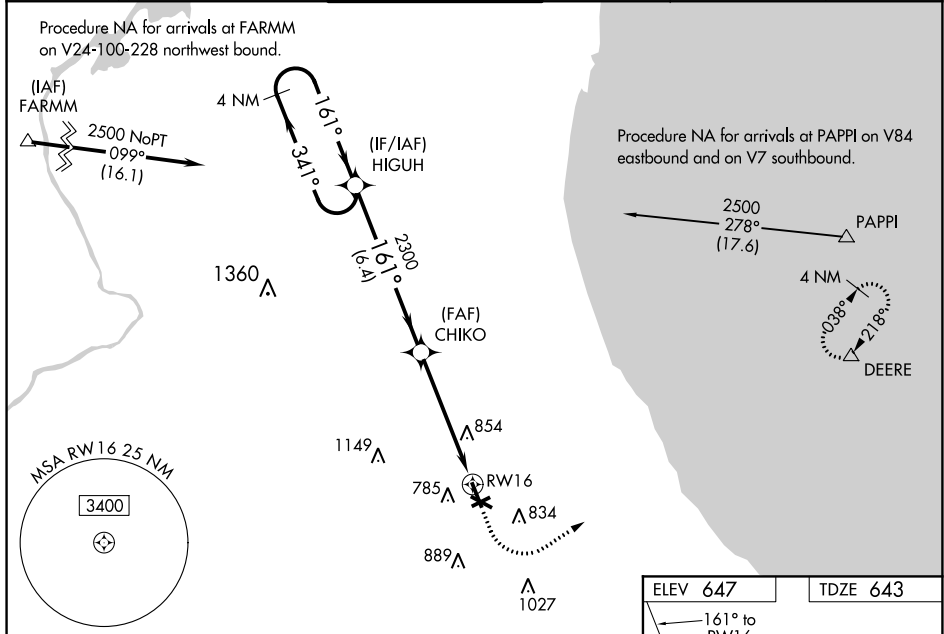 Procedure NA for arrivals at FARMM
on V24-100-228 northwest bound.
(IAF)
FARMM
2500 NoPT
099°
(16.1)
4 NM
161°
341°
(IF/IAF)
HIGUH
Procedure NA for arrivals at PAPPI on V84
eastbound and on V7 southbound.
2500
278°
(17.6)
PAPPI
4 NM
038°
218°
DEERE
2300
161°
(6.4)
1360
(FAF)
CHIKO
854
1149
785
RW16
834
889
1027
MSA RW16 25 NM
3400
ELEV 647
TDZE 643
161° to
RW16